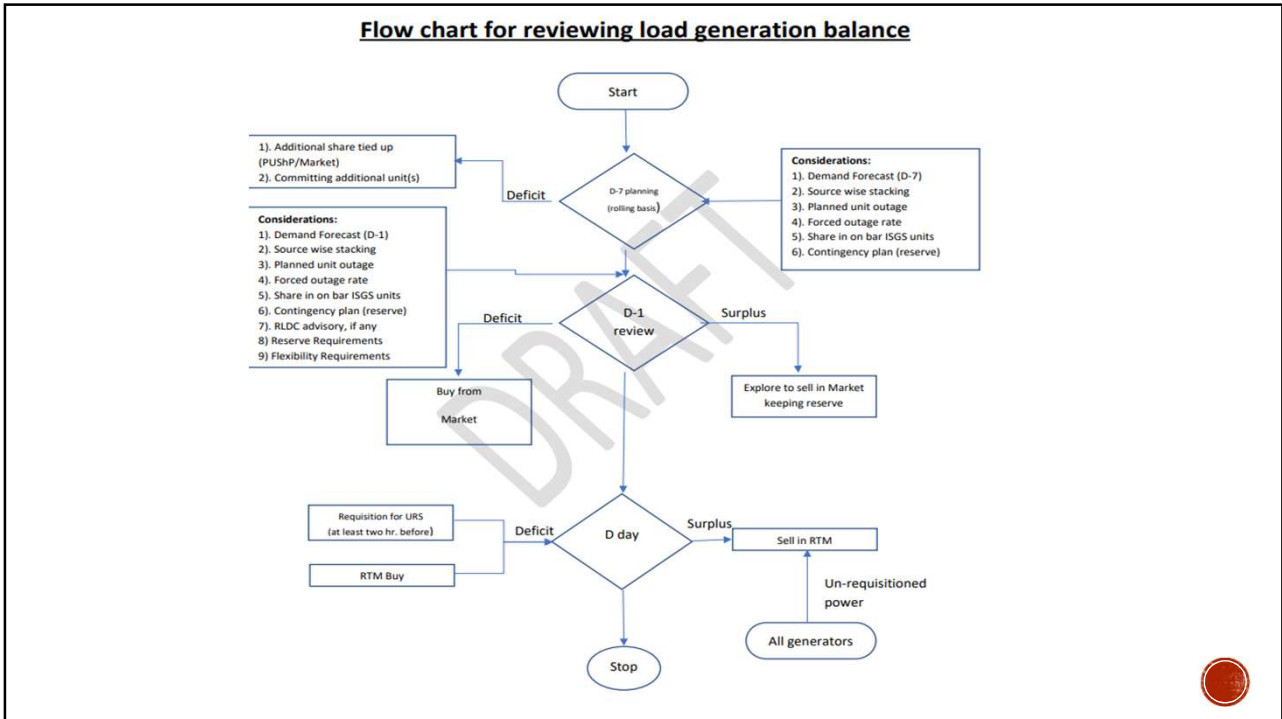 Flow chart for reviewing load generation balance
Start
1). Additional share tied up
(PUShP/Market)
2). Committing additional unit(s)
Deficit
D-7 planning
(rolling basis)
Considerations:
1). Demand Forecast (D-7)
2). Source wise stacking
3). Planned unit outage
4). Forced outage rate
5). Share in on bar ISGS units
6). Contingency plan (reserve)
Considerations:
1). Demand Forecast (D-1)
2). Source wise stacking
3). Planned unit outage
4). Forced outage rate
5). Share in on bar ISGS units
6). Contingency plan (reserve)
7). RLDC advisory, if any
8) Reserve Requirements
9) Flexibility Requirements
Deficit
D-1
review
Surplus
Buy from
Market
Explore to sell in Market
keeping reserve
DRAFT
Requisition for URS
(at least two hr. before)
RTM Buy
Deficit
D day
Surplus
Sell in RTM
Un-requisitioned
power
All generators
Stop